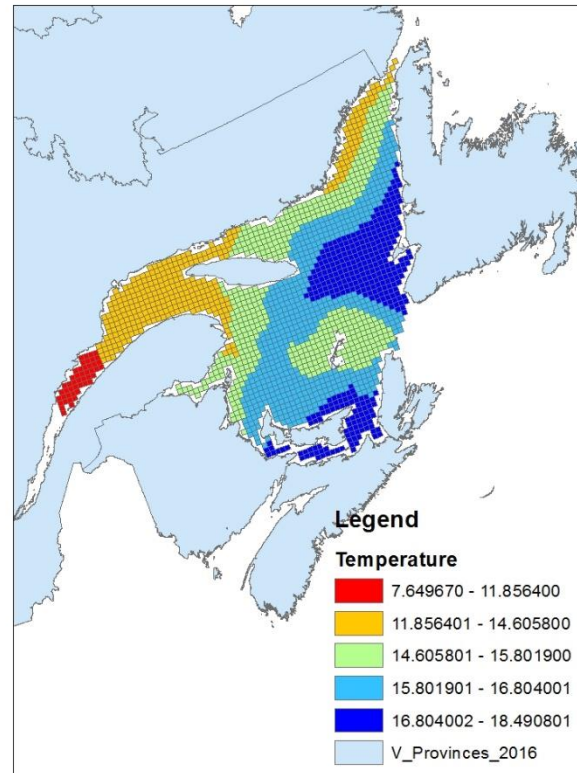 Legend
Temperature
7.649670 - 11.856400
11.856401 - 14.605800
14.605801 - 15.801900
15.801901 - 16.804001
16.804002 - 18.490801
V_Provinces_2016